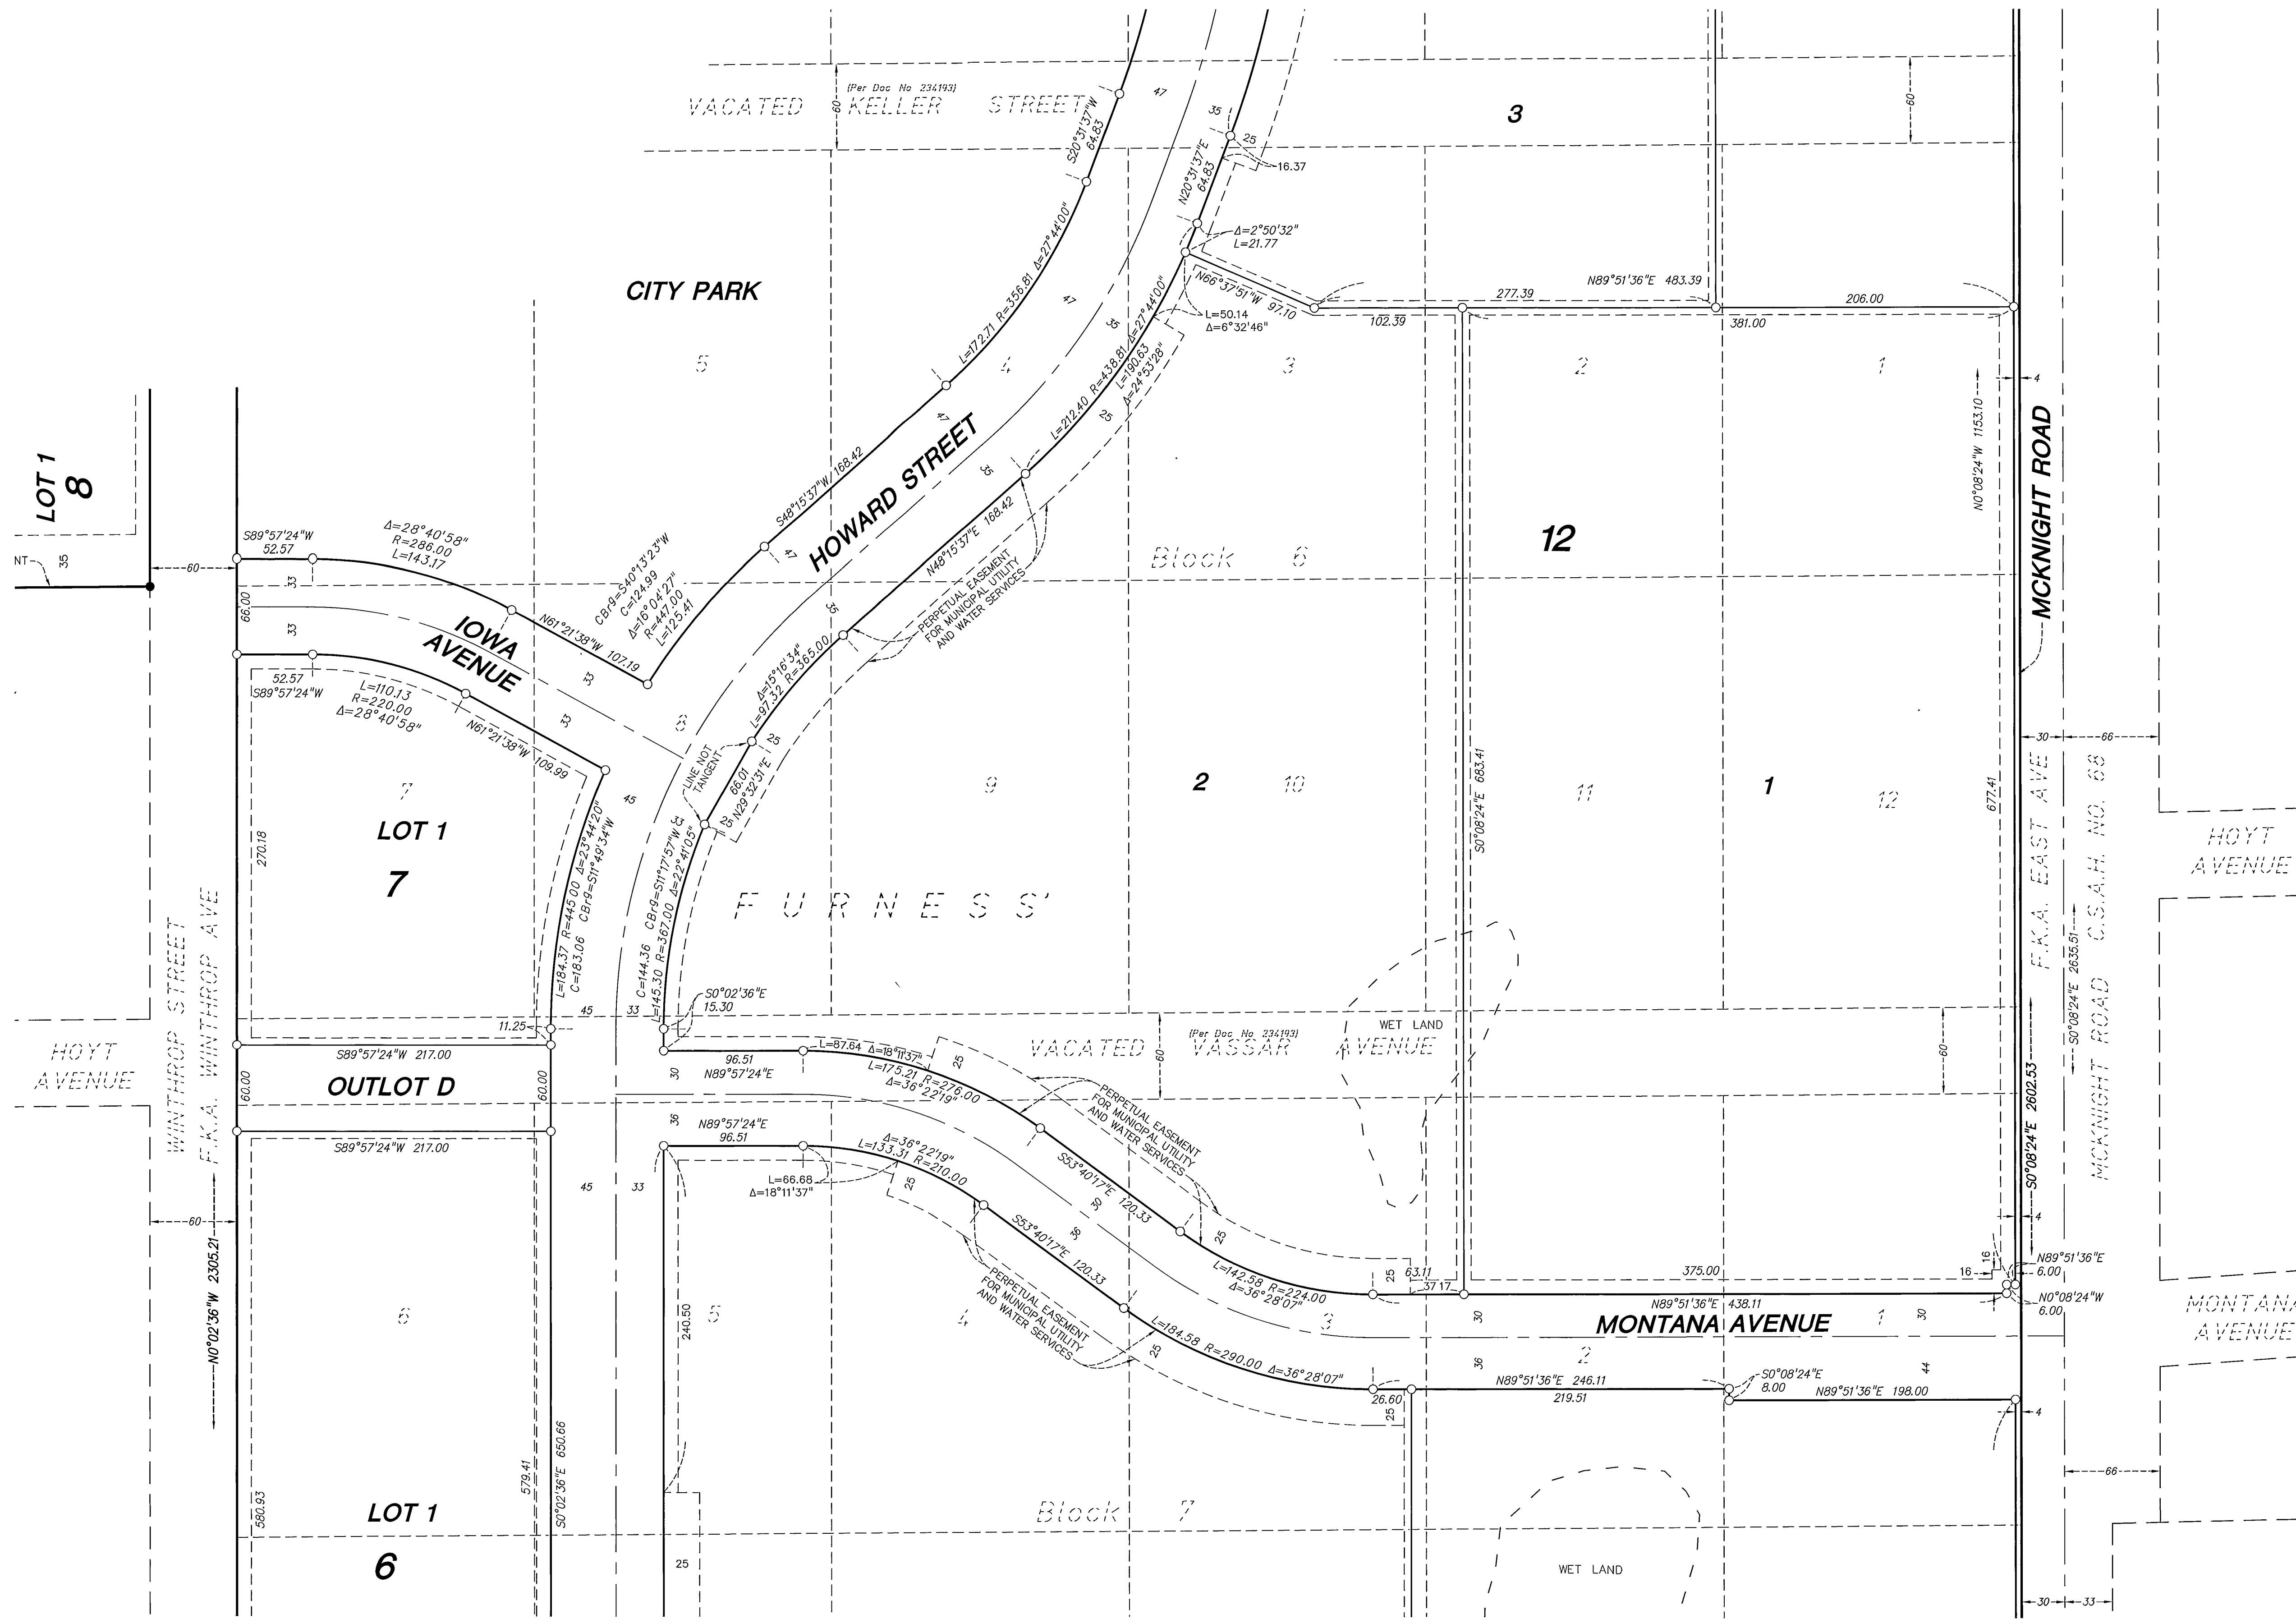 (Per Doc No 234193)
VACATED KELLER STREET
60
3
60
47
35
25
16.37
S20°31'37"W
64.83
N20°31'37"E
64.83
Δ=2°50'32"
L=21.77
CITY PARK
L=172.71 R=356.81 Δ=27°44'00"
N66°37'51"W 97.10
L=50.14
Δ=6°32'46"
N89°51'36"E 483.39
277.39
206.00
102.39
381.00
5
4
3
2
1
47
35
L=212.40 R=438.81 Δ=27°44'00"
L=190.63
Δ=24°53'28"
25
4
N0°08'24"W 1153.10
MCKNIGHT ROAD
LOT 1
8
35
NT
60
S89°57'24"W
52.57
Δ=28°40'58"
R=286.00
L=143.17
33
66.00
33
IOWA
AVENUE
N61°21'38"W 107.19
CBrg=S40°13'23"W
C=124.99
Δ=16°04'27"
R=447.00
L=125.41
S48°15'37"W 168.42
47
47
HOWARD STREET
35
N48°15'37"E 168.42
35
PERPETUAL EASEMENT
FOR MUNICIPAL UTILITY
AND WATER SERVICES
Block 6
12
52.57
S89°57'24"W
L=110.13
R=220.00
Δ=28°40'58"
33
33
N61°21'38"W 109.99
8
Δ=15°16'34"
L=97.32 R=365.00
25
LINE NOT
TANGENT
66.01
N29°32'31"E
33
25
45
7
LOT 1
7
270.18
9
2
10
11
1
12
S0°08'24"E 683.41
677.41
30
66
F.K.A. EAST AVE
MCKNIGHT ROAD C.S.A.H. NO. 68
S0°08'24"E 2635.51
S0°08'24"E 2602.53
HOYT
AVENUE
FURNESS'
WINTHROP STREET
F.K.A. WINTHROP AVE
L=184.37 R=445.00 Δ=23°44'20"
C=183.06 CBrg=S11°49'34"W
C=144.36 CBrg=S11°17'57"W
L=145.30 R=367.00 Δ=22°41'05"
45
33
S0°02'36"E
15.30
11.25
HOYT
AVENUE
S89°57'24"W 217.00
OUTLOT D
60.00
60.00
S89°57'24"W 217.00
96.51
N89°57'24"E
30
L=87.64 Δ=18°11'37"
L=175.21 R=276.00
Δ=36°22'19"
25
(Per Doc No 234193)
VACATED VASSAR AVENUE
60
WET LAND
60
PERPETUAL EASEMENT
FOR MUNICIPAL UTILITY
AND WATER SERVICES
36
N89°57'24"E
96.51
Δ=36°22'19"
L=133.31 R=210.00
L=66.68
Δ=18°11'37"
25
45
33
S53°40'17"E 120.33
30
36
S53°40'17"E 120.33
25
60
N0°02'36"W 2305.21
PERPETUAL EASEMENT
FOR MUNICIPAL UTILITY
AND WATER SERVICES
L=142.58 R=224.00
Δ=36°28'07"
25
63.11
37.17
375.00
16
16
4
N89°51'36"E
6.00
N0°08'24"W
6.00
N89°51'36"E 438.11
MONTANA AVENUE
30
1
30
MONTANA
AVENUE
6
240.50
5
4
3
L=184.58 R=290.00 Δ=36°28'07"
25
2
36
44
26.60
25
N89°51'36"E 246.11
219.51
S0°08'24"E
8.00
N89°51'36"E 198.00
4
66
580.93
579.41
S0°02'36"E 650.66
LOT 1
6
Block 7
25
WET LAND
30
33